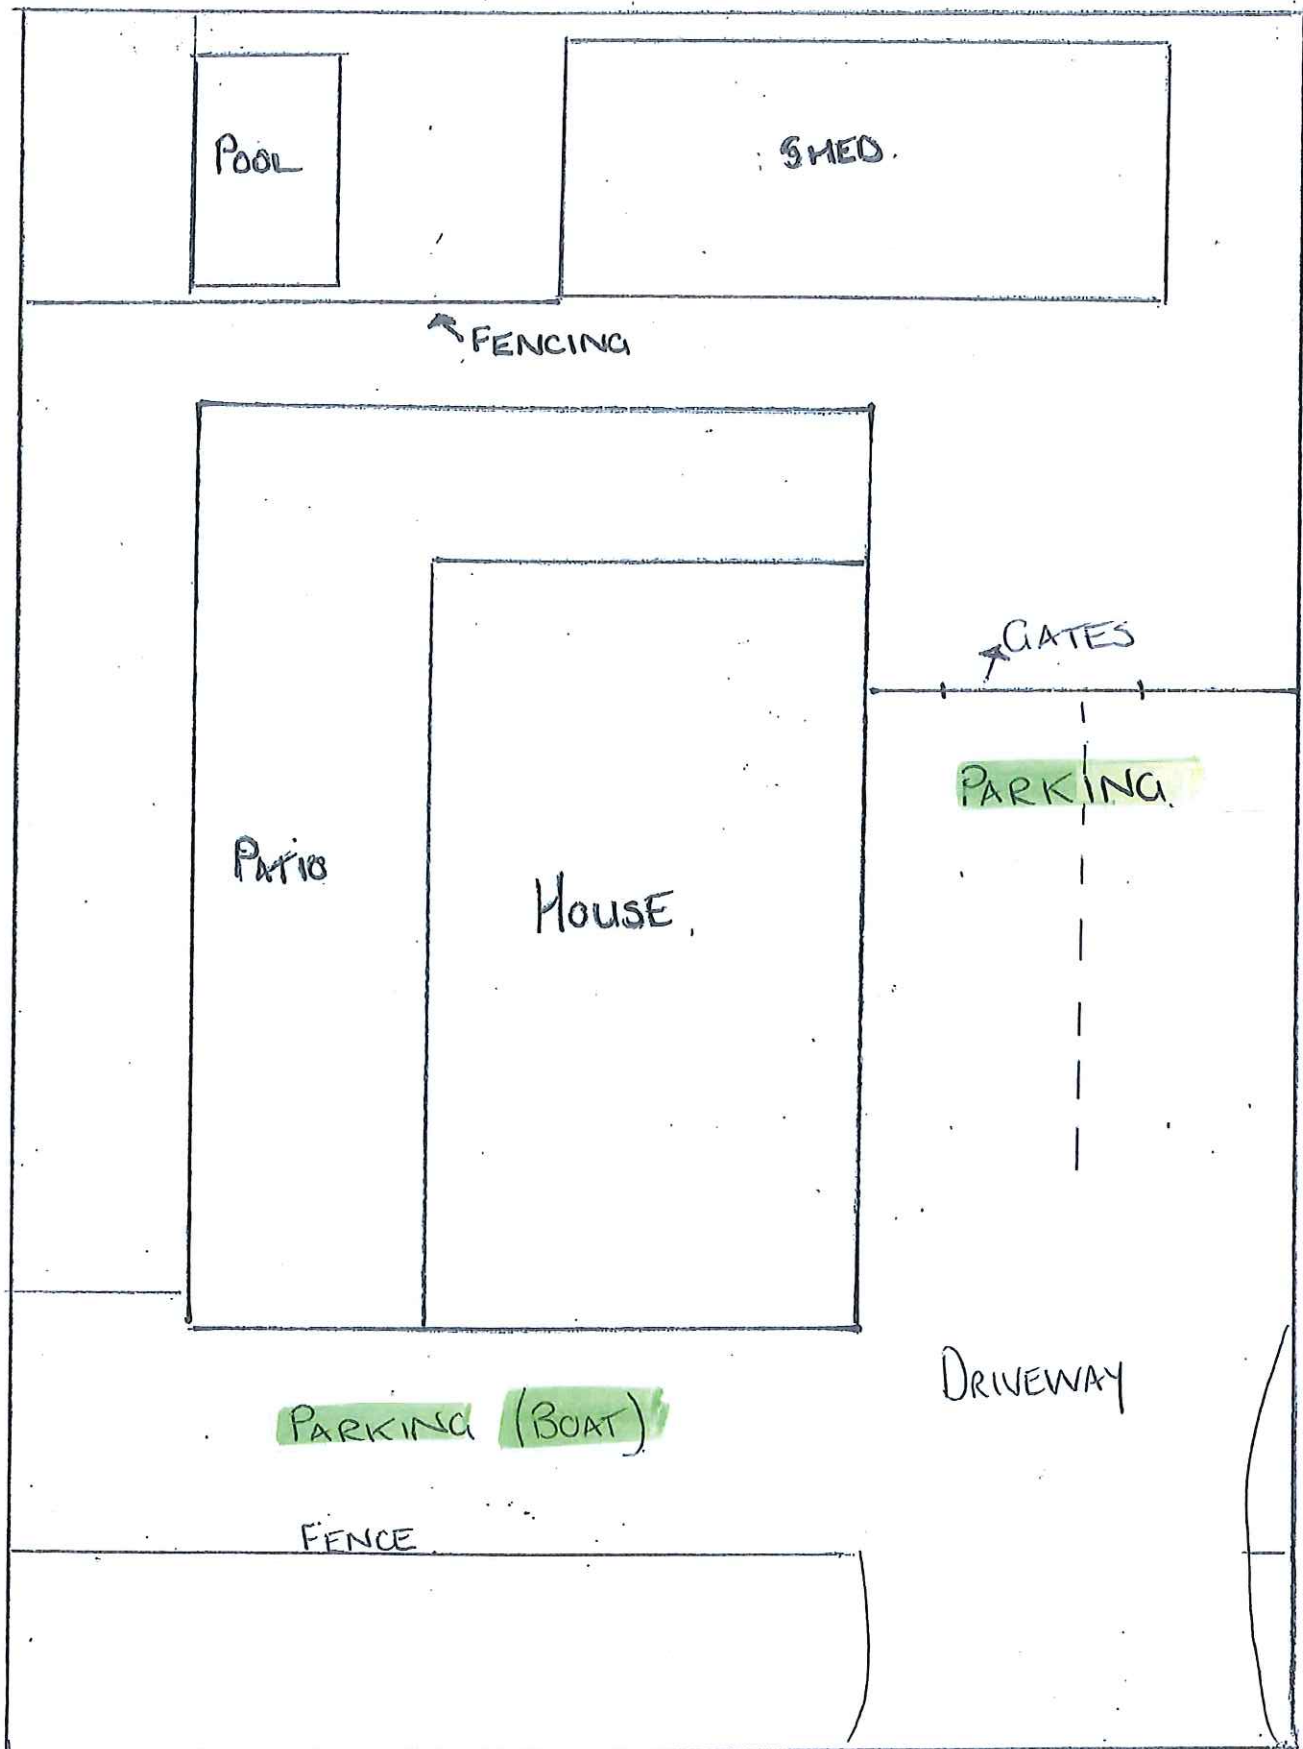 POOL
SHED.
FENCING
GATES
PARKING.
PATIO
HOUSE.
DRIVEWAY
PARKING (BOAT)
FENCE